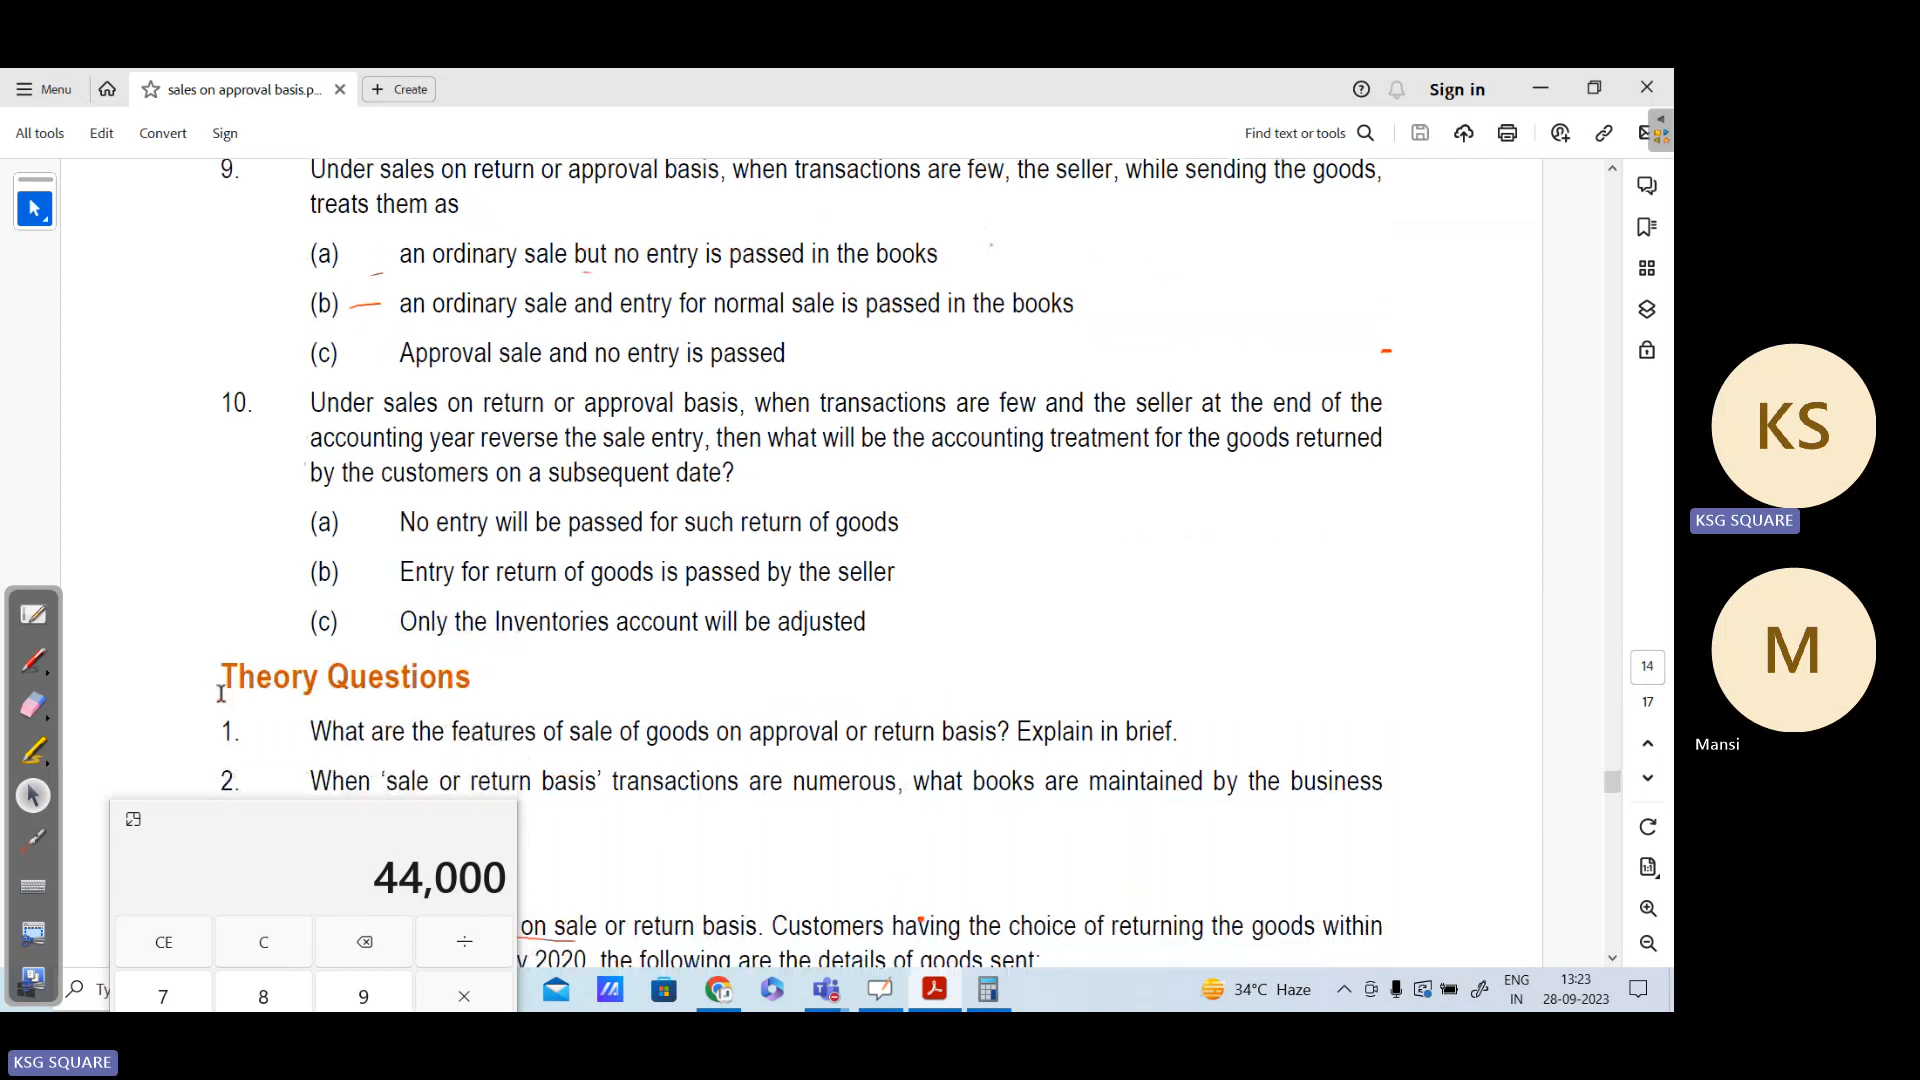 Menu
sales on approval basis.p...
Create
Sign in
All tools
Edit
Convert
Sign
Find text or tools
9. Under sales on return or approval basis, when transactions are few, the seller, while sending the goods,
treats them as
(a) an ordinary sale but no entry is passed in the books
(b) an ordinary sale and entry for normal sale is passed in the books
(c) Approval sale and no entry is passed
10. Under sales on return or approval basis, when transactions are few and the seller at the end of the
accounting year reverse the sale entry, then what will be the accounting treatment for the goods returned
by the customers on a subsequent date?
(a) No entry will be passed for such return of goods
(b) Entry for return of goods is passed by the seller
(c) Only the Inventories account will be adjusted
Theory Questions
1. What are the features of sale of goods on approval or return basis? Explain in brief.
2. When ‘sale or return basis’ transactions are numerous, what books are maintained by the business
44,000
CE
C
÷
7
8
9
×
on sale or return basis. Customers having the choice of returning the goods within
2020, the following are the details of goods sent:
14
17
1:1
Ty
34°C Haze
ENG
IN
13:23
28-09-2023
KS
KSG SQUARE
M
Mansi
KSG SQUARE